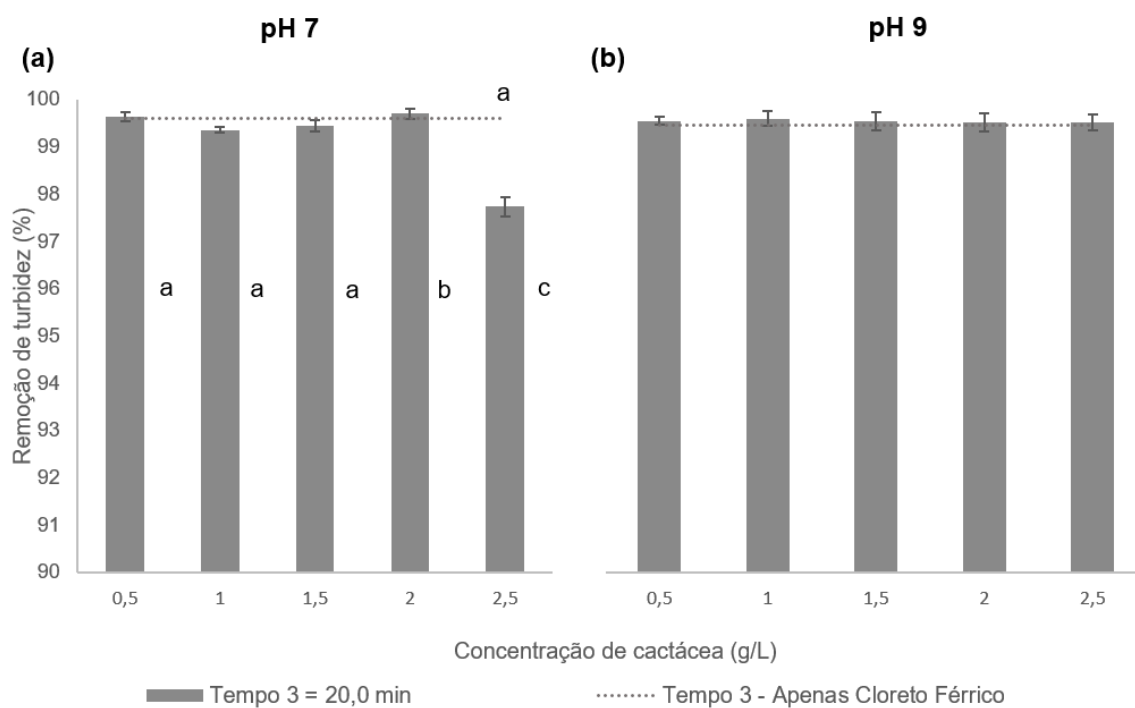 pH 7
pH 9
(a)
(b)
Remoção de turbidez (%)
100
99
98
97
96
95
94
93
92
91
90
a
a a a b c
0,5 1 1,5 2 2,5
0,5 1 1,5 2 2,5
Concentração de cactácea (g/L)
Tempo 3 = 20,0 min
Tempo 3 - Apenas Cloreto Férrico